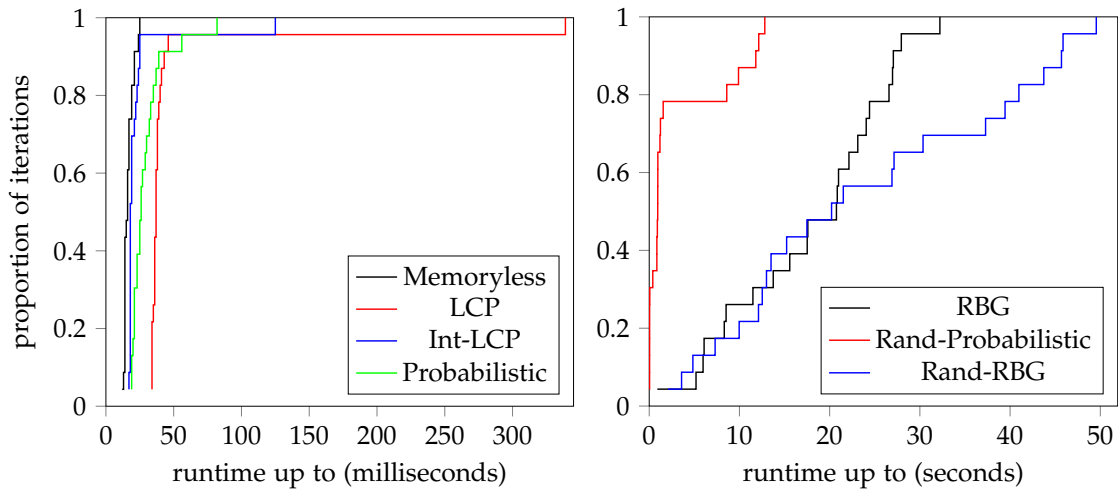 1
0.8
0.6
0.4
0.2
0
proportion of iterations
0 50 100 150 200 250 300
runtime up to (milliseconds)
Memoryless
LCP
Int-LCP
Probabilistic
1
0.8
0.6
0.4
0.2
0
0 10 20 30 40 50
runtime up to (seconds)
RBG
Rand-Probabilistic
Rand-RBG